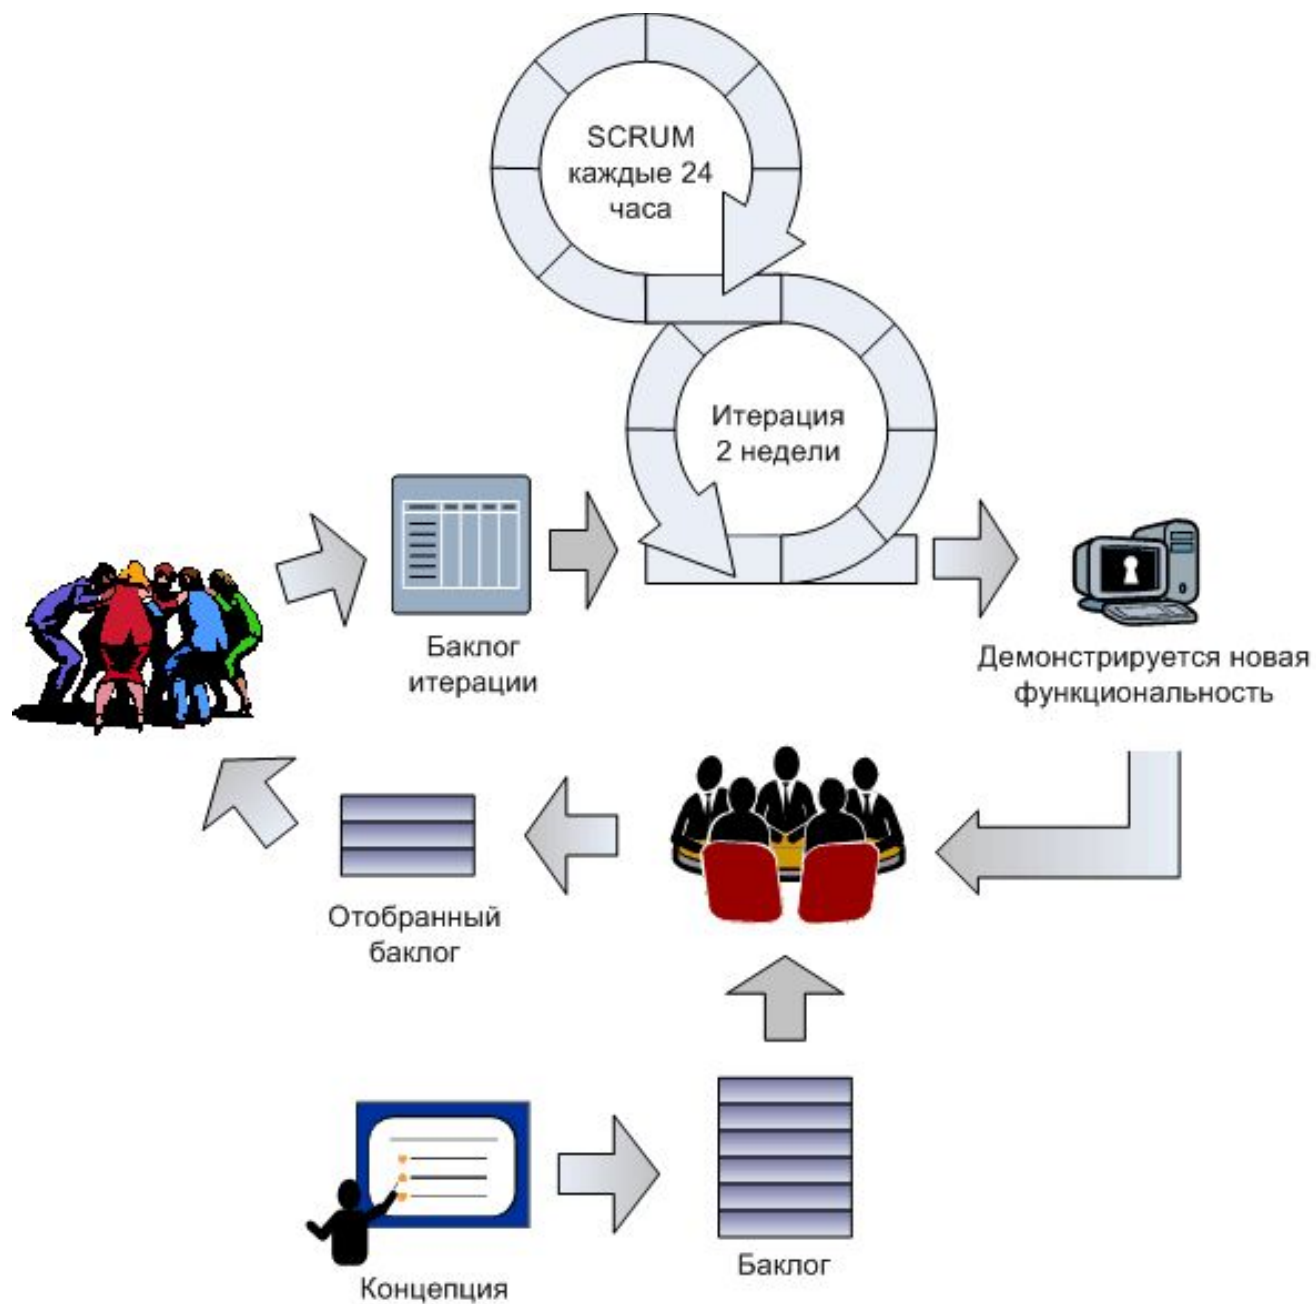 SCRUM
каждые 24
часа
Итерация
2 недели
Баклог
итерации
Демонстрируется новая
функциональность
Отобранный
баклог
Баклог
Концепция